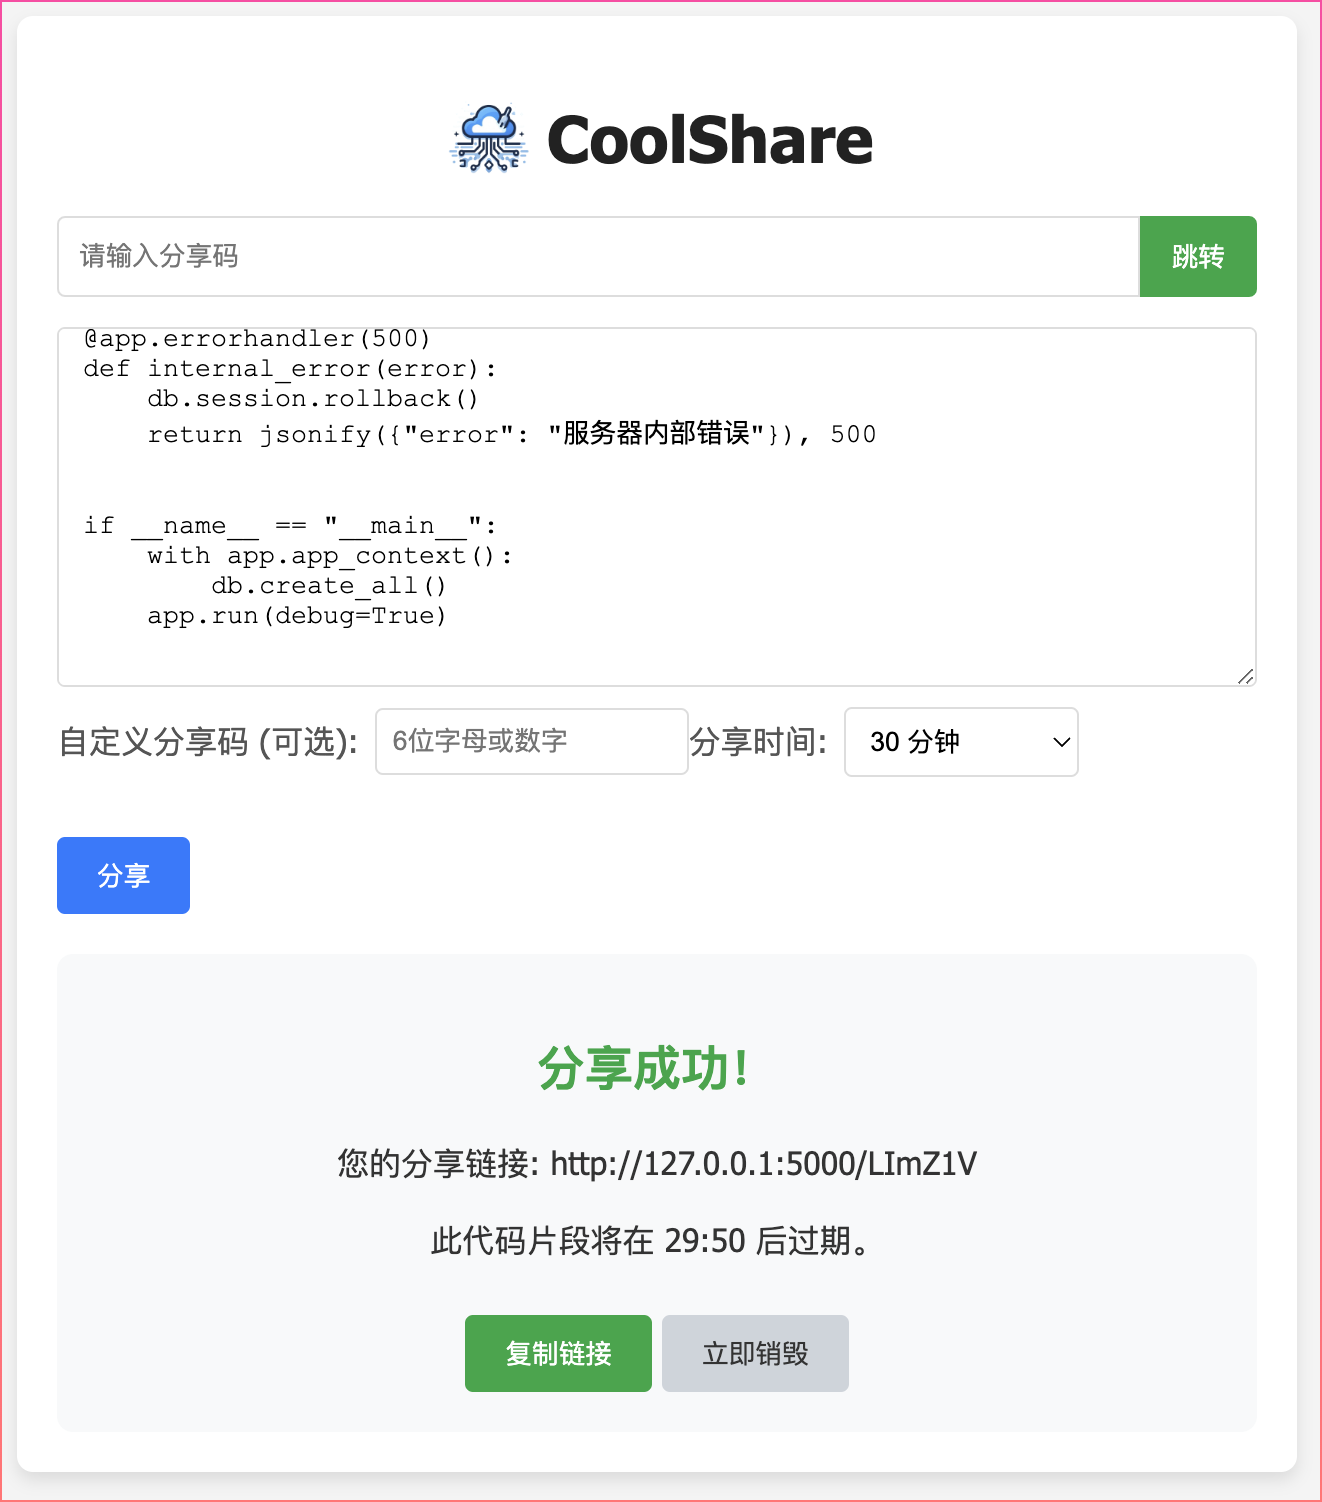 CoolShare
请输入分享码
跳转
@app.errorhandler(500)
def internal_error(error):
    db.session.rollback()
    return jsonify({"error": "服务器内部错误"}), 500
if __name__ == "__main__":
    with app.app_context():
        db.create_all()
    app.run(debug=True)
自定义分享码 (可选): 6位字母或数字 分享时间: 30 分钟
分享
分享成功！
您的分享链接: http://127.0.0.1:5000/LImZ1V
此代码片段将在 29:50 后过期。
复制链接 立即销毁